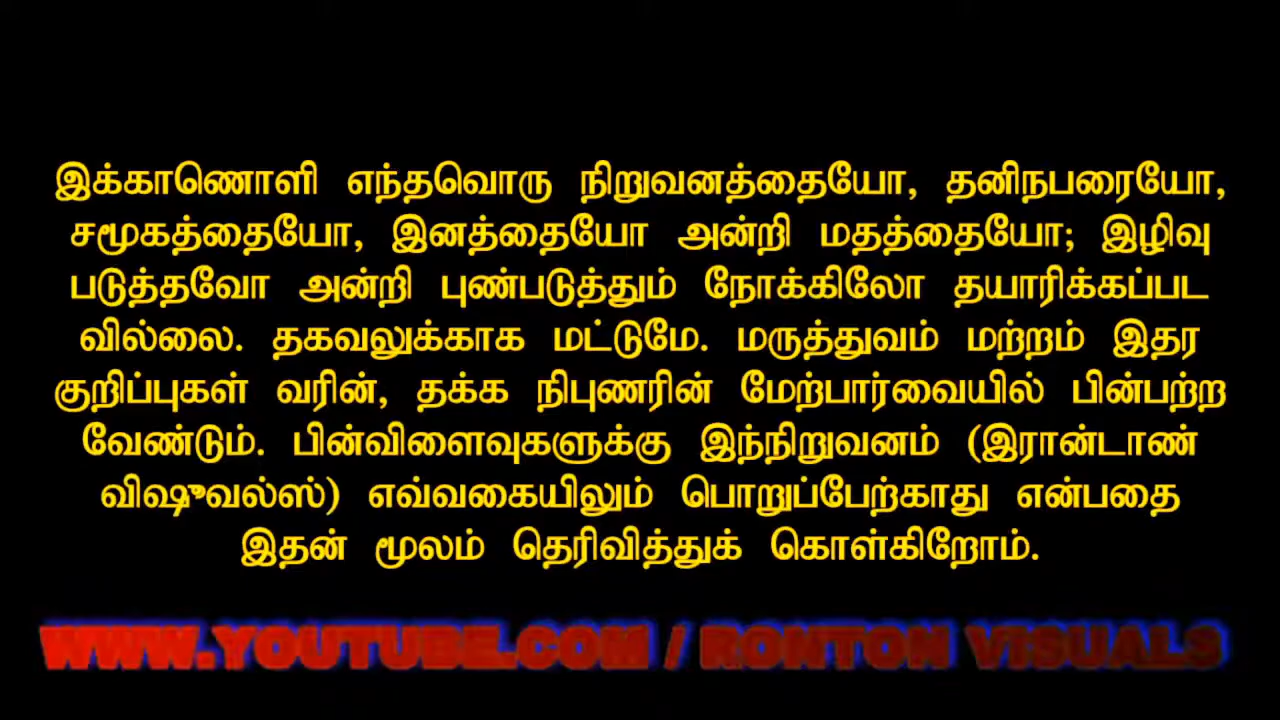 இக்காணொளி எந்தவொரு நிறுவனத்தையோ, தனிநபரையோ,
சமூகத்தையோ, இனத்தையோ அன்றி மதத்தையோ; இழிவு
படுத்தவோ அன்றி புண்படுத்தும் நோக்கிலோ தயாரிக்கப்பட
வில்லை. தகவலுக்காக மட்டுமே. மருத்துவம் மற்றம் இதர
குறிப்புகள் வரின், தக்க நிபுணரின் மேற்பார்வையில் பின்பற்ற
வேண்டும். பின்விளைவுகளுக்கு இந்நிறுவனம் (இரான்டாண்
விஷுவல்ஸ்) எவ்வகையிலும் பொறுப்பேற்காது என்பதை
இதன் மூலம் தெரிவித்துக் கொள்கிறோம்.
WWW.YOUTUBE.COM / RONTON VISUALS